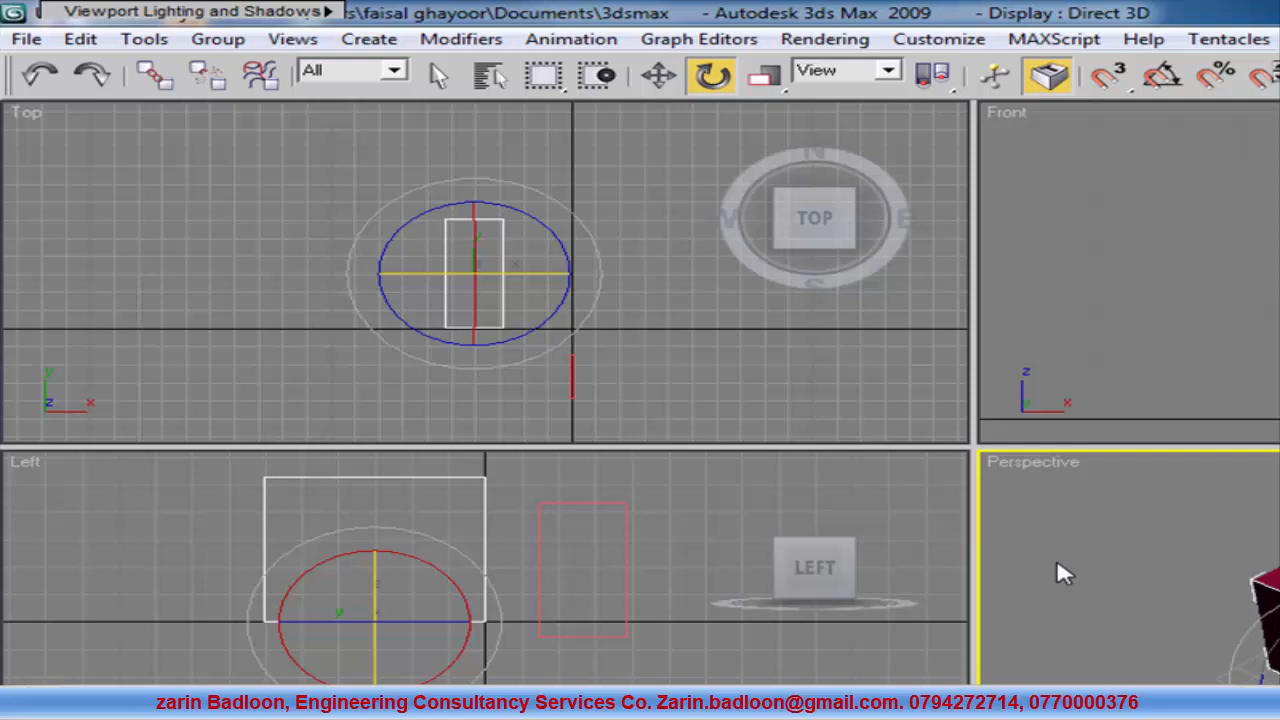 Viewport Lighting and Shadows s\faisal ghayoor\Documents\3dsmax Autodesk 3ds Max 2009 - Display : Direct 3D
File Edit Tools Group Views Create Modifiers Animation Graph Editors Rendering Customize MAXScript Help Tentacles
All View 3 %
Top Front
N
W TOP E
S
y x
y z
z x y x
Left Perspective
LEFT
z
y x
zarin Badloon, Engineering Consultancy Services Co. Zarin.badloon@gmail.com. 0794272714, 0770000376